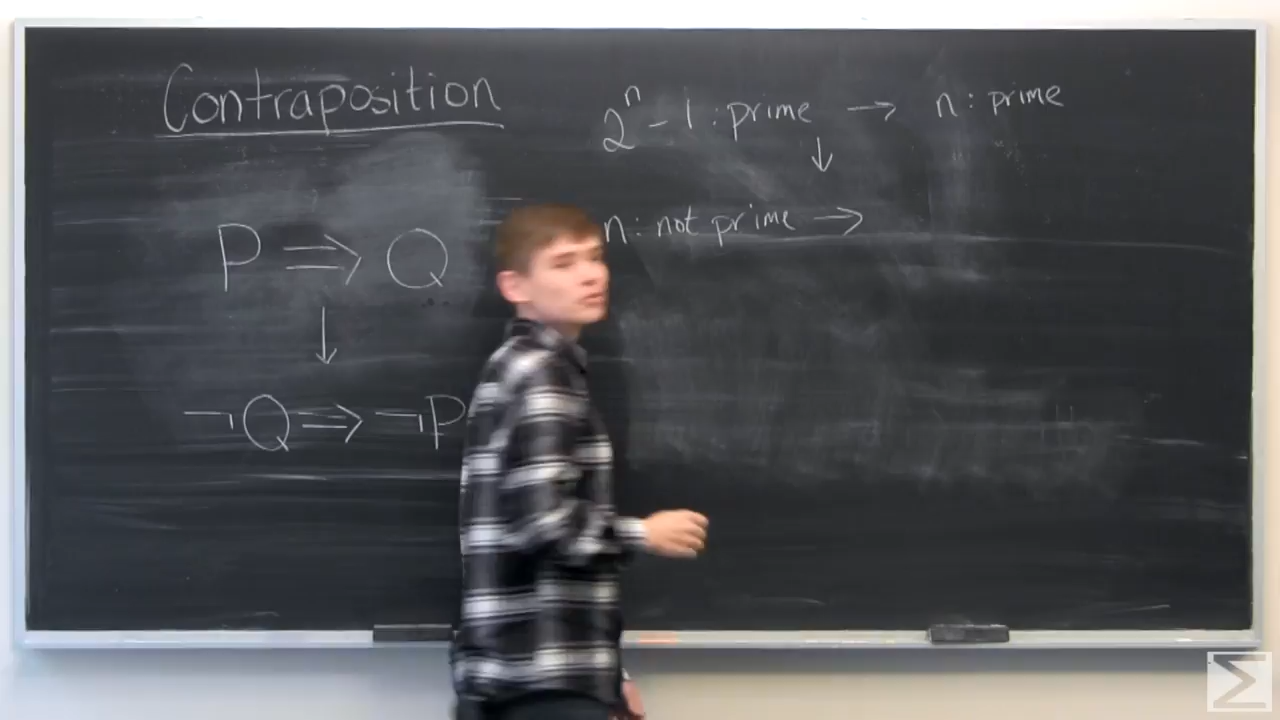 Contraposition
P ⇒ Q
↓
¬Q ⇒ ¬P
2ⁿ - 1 : prime → n : prime
↓
n : not prime →
Σ